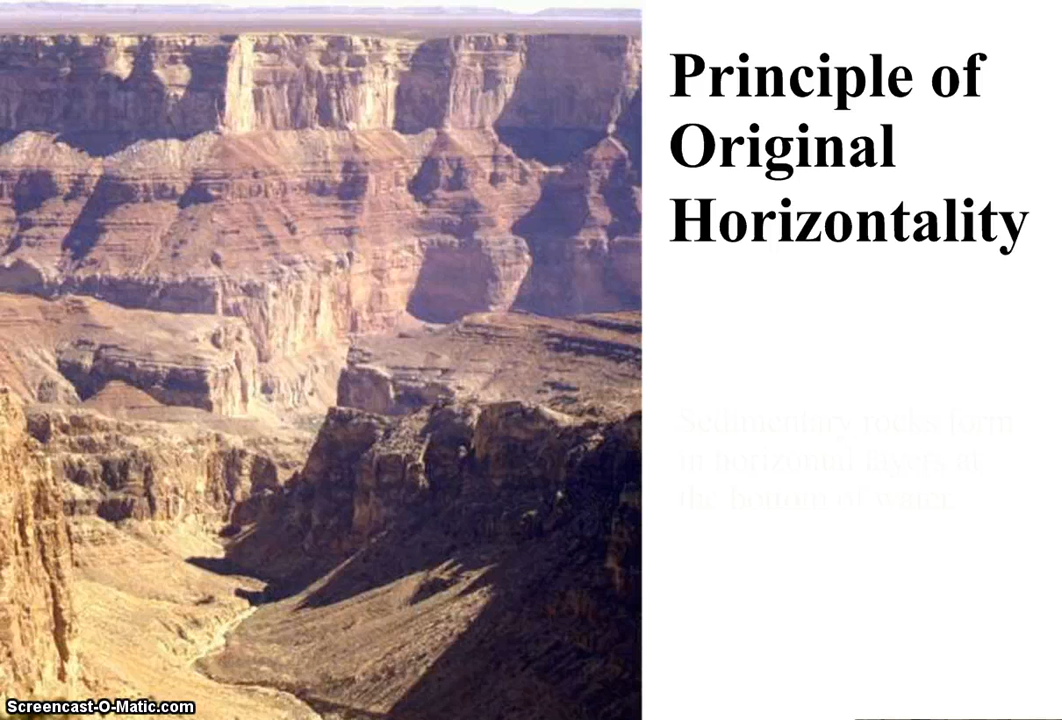 Principle of
Original
Horizontality
Sedimentary rocks form
in horizontal layers at
the bottom of water
Screencast-O-Matic.com